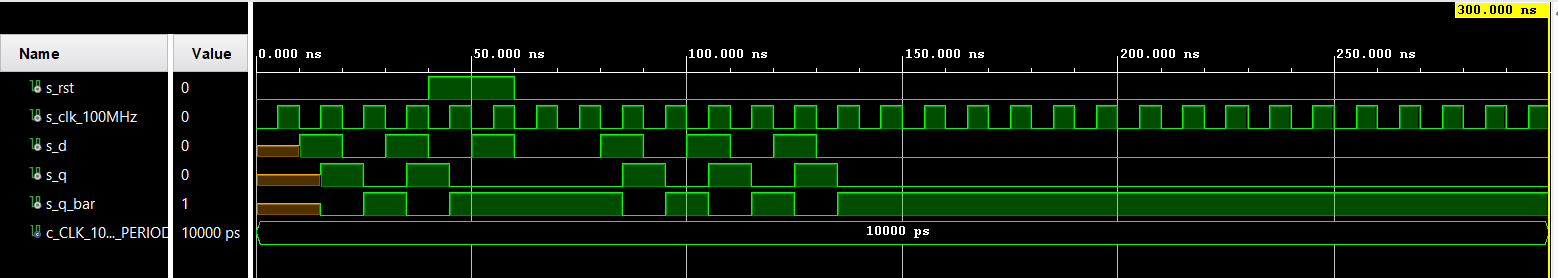 300.000 ns
Name Value
0.000 ns 50.000 ns 100.000 ns 150.000 ns 200.000 ns 250.000 ns
s_rst 0
s_clk_100MHz 0
s_d 0
s_q 0
s_q_bar 1
c_CLK_10..._PERIOD 10000 ps 10000 ps